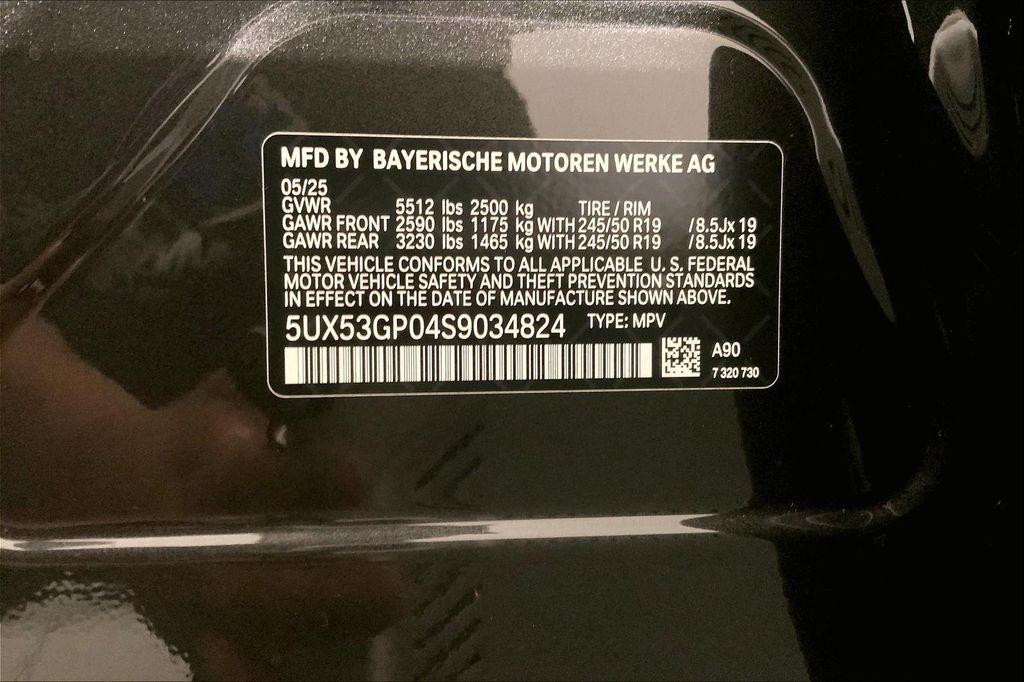 MFD BY BAYERISCHE MOTOREN WERKE AG
05/25
GVWR 5512 lbs 2500 kg TIRE / RIM
GAWR FRONT 2590 lbs 1175 kg WITH 245/50 R19 / 8.5Jx 19
GAWR REAR 3230 lbs 1465 kg WITH 245/50 R19 / 8.5Jx 19
THIS VEHICLE CONFORMS TO ALL APPLICABLE U. S. FEDERAL
MOTOR VEHICLE SAFETY AND THEFT PREVENTION STANDARDS
IN EFFECT ON THE DATE OF MANUFACTURE SHOWN ABOVE.
5UX53GP04S9034824 TYPE: MPV
A90
7 320 730